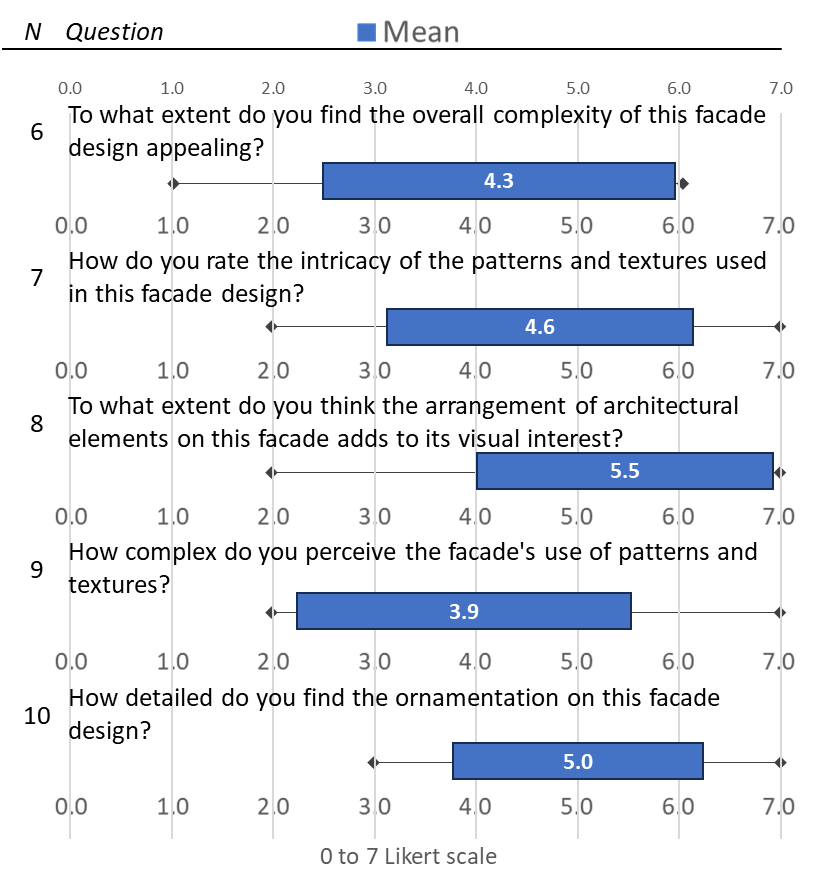 N Question Mean
0.0 1.0 2.0 3.0 4.0 5.0 6.0 7.0
6 To what extent do you find the overall complexity of this facade
design appealing?
4.3
0.0 1.0 2.0 3.0 4.0 5.0 6.0 7.0
7 How do you rate the intricacy of the patterns and textures used
in this facade design?
4.6
0.0 1.0 2.0 3.0 4.0 5.0 6.0 7.0
8 To what extent do you think the arrangement of architectural
elements on this facade adds to its visual interest?
5.5
0.0 1.0 2.0 3.0 4.0 5.0 6.0 7.0
9 How complex do you perceive the facade's use of patterns and
textures?
3.9
0.0 1.0 2.0 3.0 4.0 5.0 6.0 7.0
10 How detailed do you find the ornamentation on this facade
design?
5.0
0.0 1.0 2.0 3.0 4.0 5.0 6.0 7.0
0 to 7 Likert scale